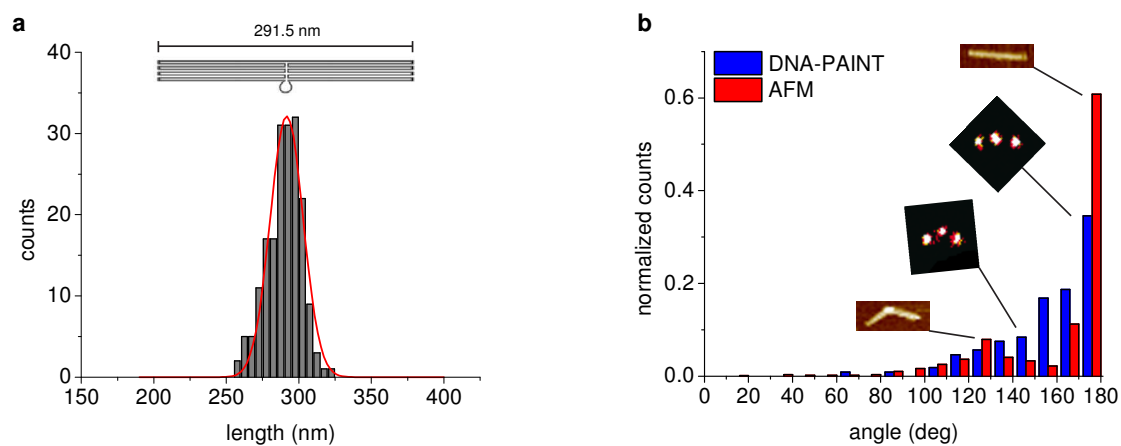 a
291.5 nm
40
30
20
10
0
counts
150 200 250 300 350 400
length (nm)
b
DNA-PAINT
AFM
0.6
0.4
0.2
0.0
normalized counts
0 20 40 60 80 100 120 140 160 180
angle (deg)